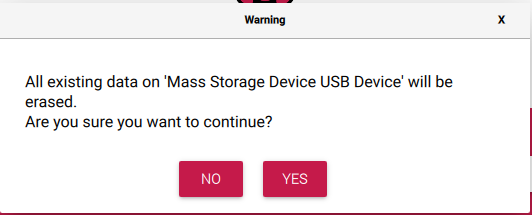 Warning
X
All existing data on 'Mass Storage Device USB Device' will be
erased.
Are you sure you want to continue?
NO YES